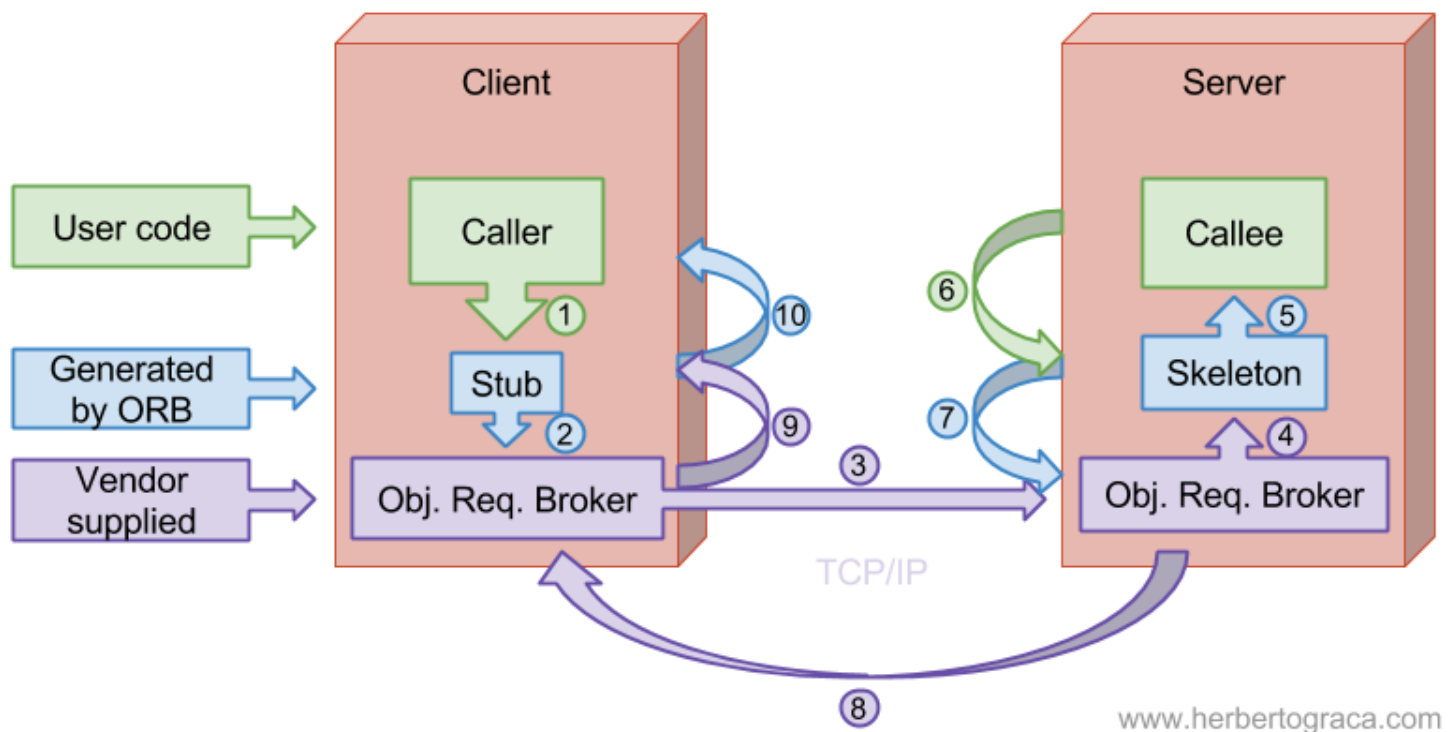 Client
Server
User code
Caller
Callee
1
10
6
5
Generated
by ORB
Stub
Skeleton
2
9
7
4
Vendor
supplied
Obj. Req. Broker
3
Obj. Req. Broker
TCP/IP
8
www.herbertograca.com